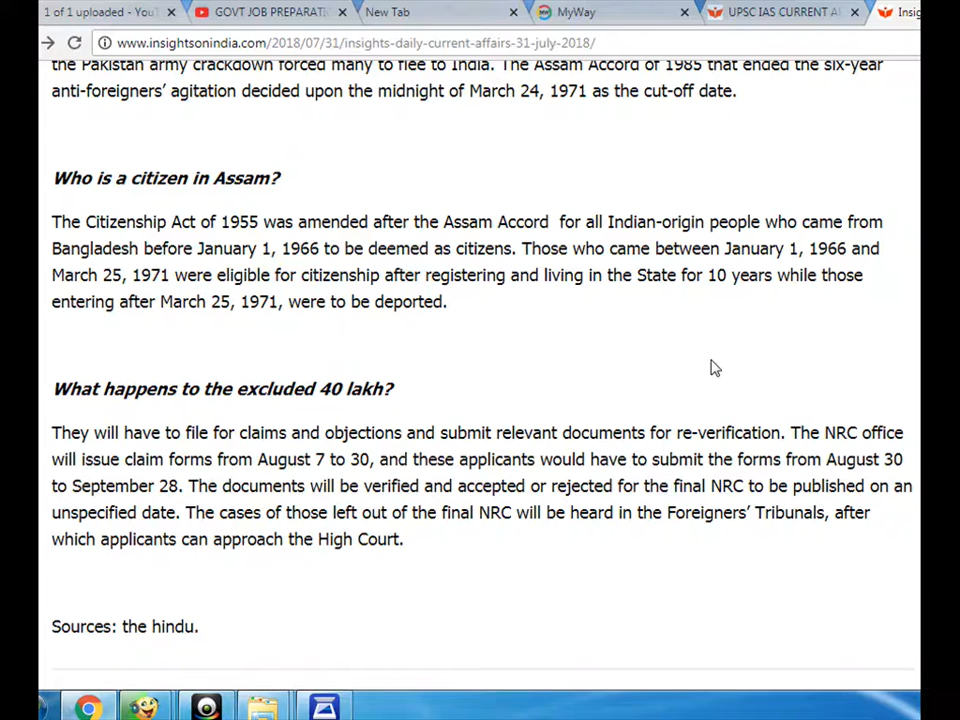 1 of 1 uploaded - You
GOVT JOB PREPARATI
New Tab
MyWay
UPSC IAS CURRENT A
Insig
www.insightsonindia.com/2018/07/31/insights-daily-current-affairs-31-july-2018/
the Pakistan army crackdown forced many to flee to India. The Assam Accord of 1985 that ended the six-year
anti-foreigners’ agitation decided upon the midnight of March 24, 1971 as the cut-off date.
Who is a citizen in Assam?
The Citizenship Act of 1955 was amended after the Assam Accord for all Indian-origin people who came from
Bangladesh before January 1, 1966 to be deemed as citizens. Those who came between January 1, 1966 and
March 25, 1971 were eligible for citizenship after registering and living in the State for 10 years while those
entering after March 25, 1971, were to be deported.
What happens to the excluded 40 lakh?
They will have to file for claims and objections and submit relevant documents for re-verification. The NRC office
will issue claim forms from August 7 to 30, and these applicants would have to submit the forms from August 30
to September 28. The documents will be verified and accepted or rejected for the final NRC to be published on an
unspecified date. The cases of those left out of the final NRC will be heard in the Foreigners’ Tribunals, after
which applicants can approach the High Court.
Sources: the hindu.